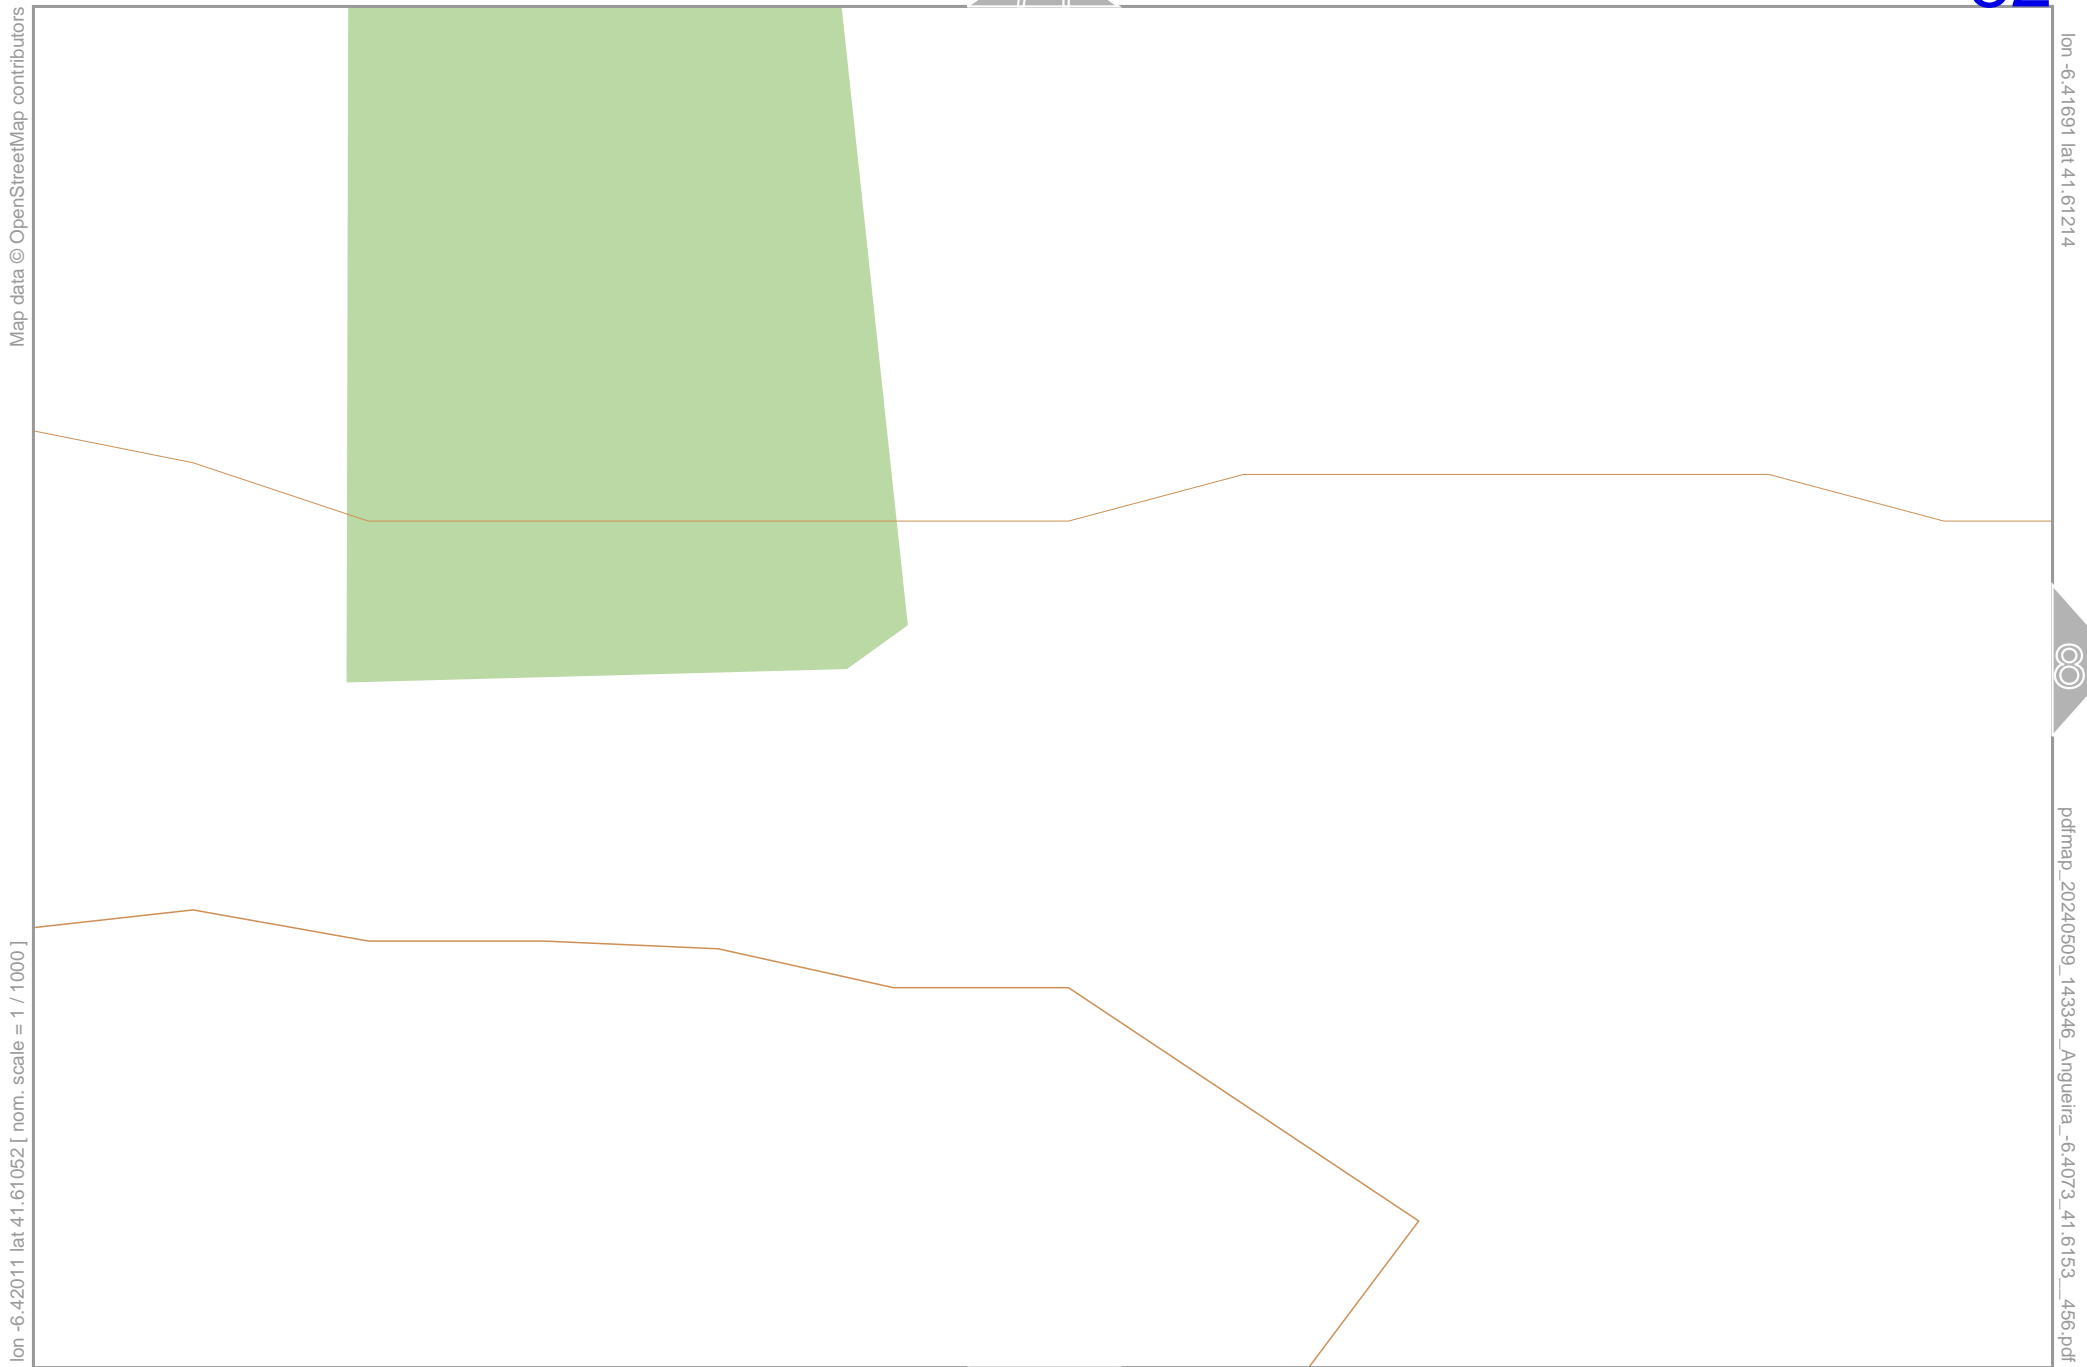 Map data © OpenStreetMap contributors
lon -6.42011 lat 41.61052 [ nom. scale = 1 / 1000 ]
lon -6.41691 lat 41.61214
8
pdfmap_20240509_143346_Angueira_-6.4073_41.6153__456.pdf